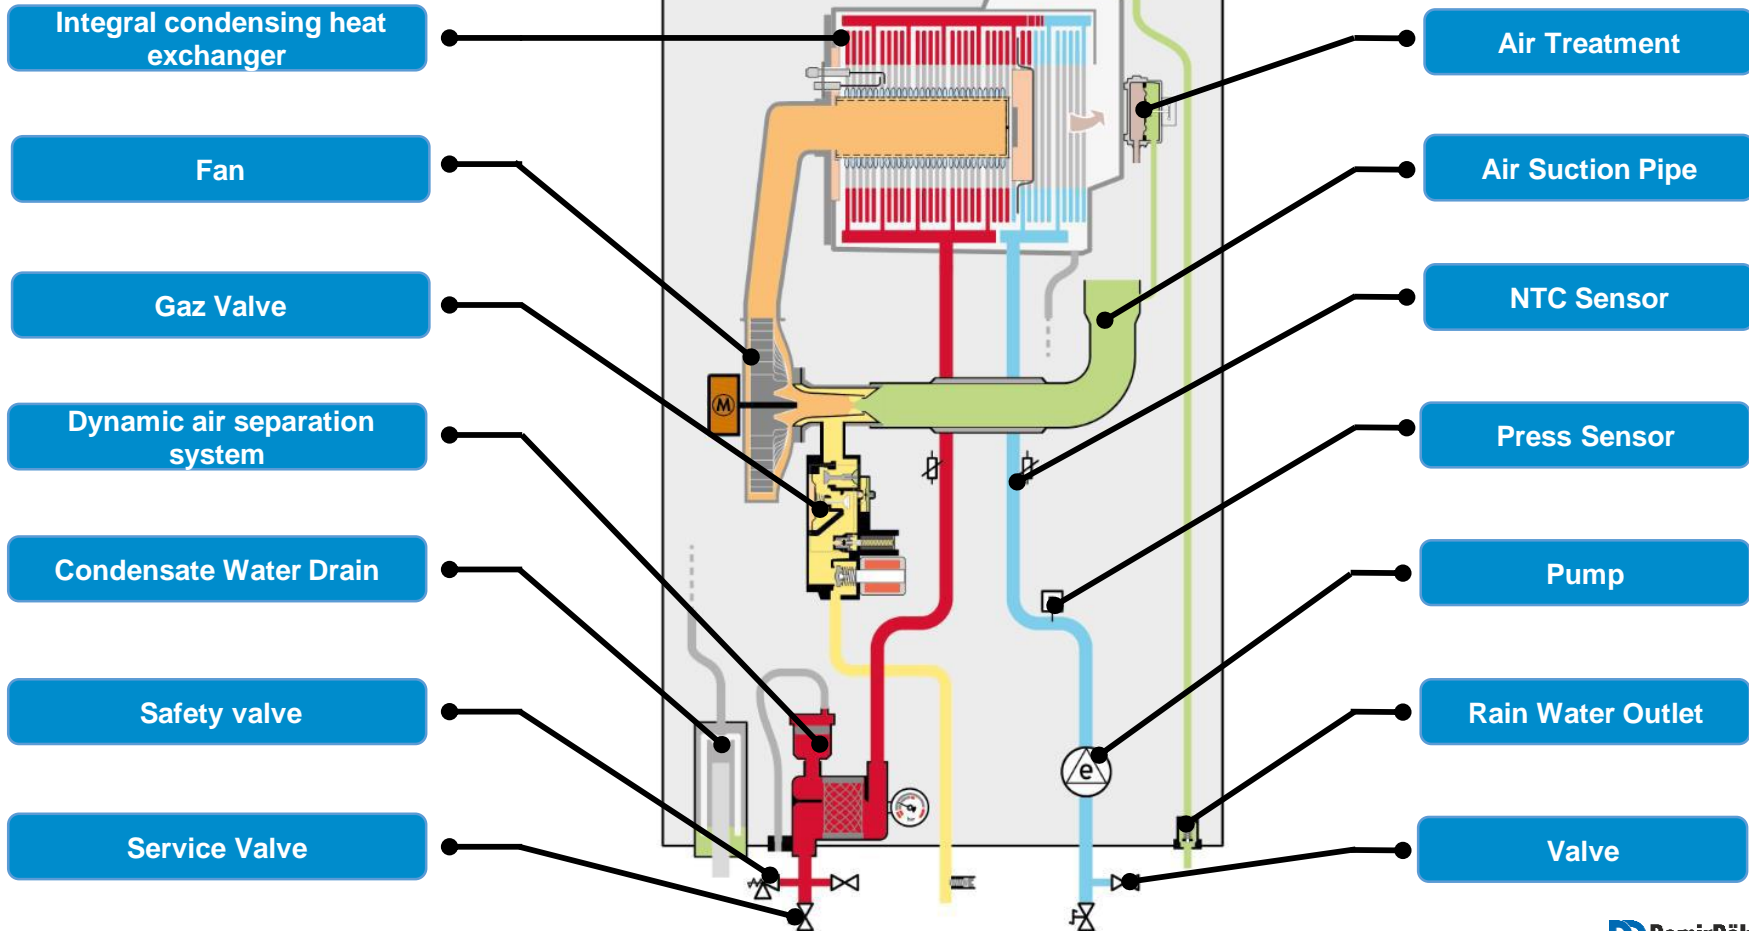 Integral condensing heat
exchanger
Fan
Gaz Valve
Dynamic air separation
system
Condensate Water Drain
Safety valve
Service Valve
Air Treatment
Air Suction Pipe
NTC Sensor
Press Sensor
Pump
Rain Water Outlet
Valve
M
e